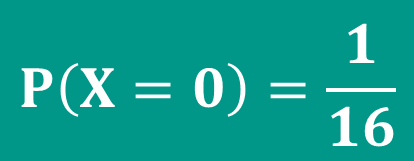 P(X = 0) = 1/16